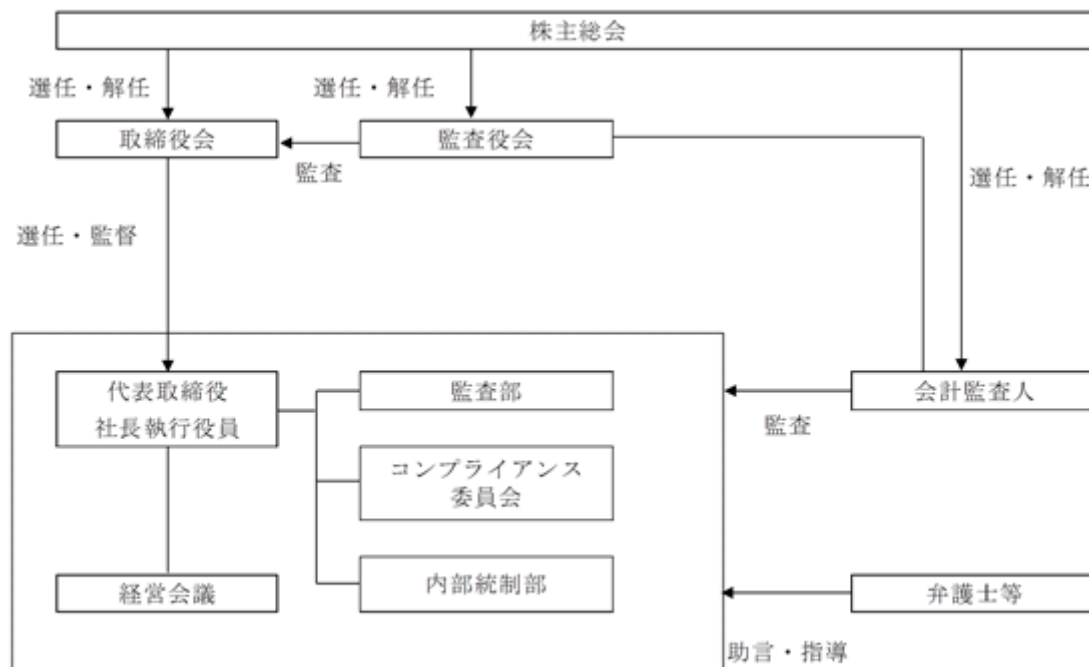 株主総会
選任・解任
選任・解任
取締役会
監査役会
監査
選任・解任
選任・監督
代表取締役
社長執行役員
監査部
会計監査人
監査
コンプライアンス
委員会
経営会議
内部統制部
弁護士等
助言・指導